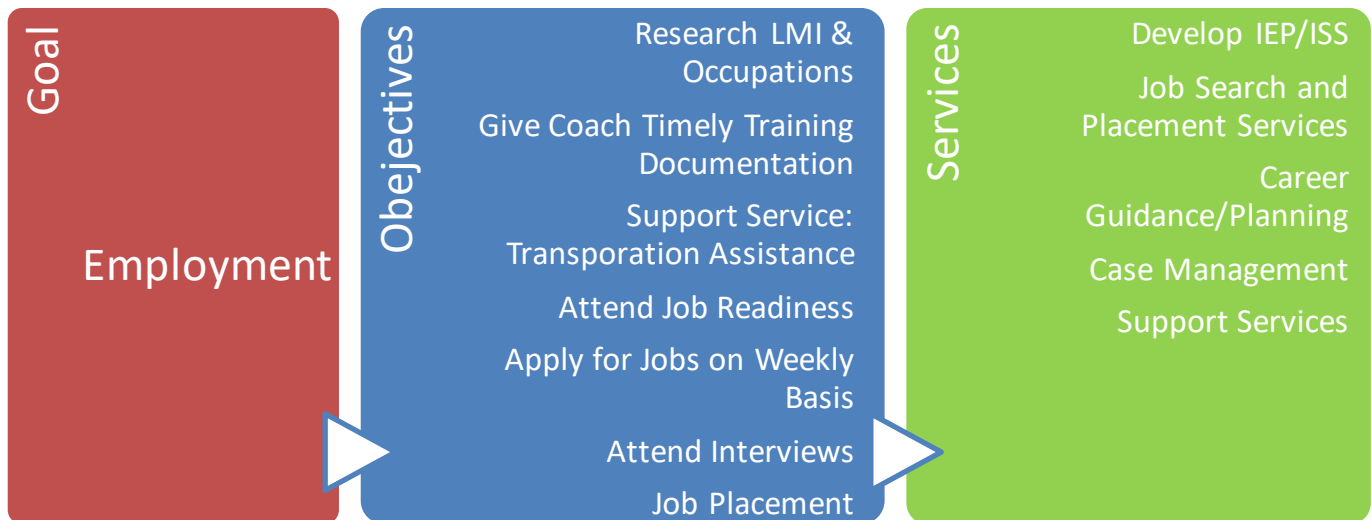 Goal
Employment
Obejectives
Research LMI &
Occupations
Give Coach Timely Training
Documentation
Support Service:
Transporation Assistance
Attend Job Readiness
Apply for Jobs on Weekly
Basis
Attend Interviews
Job Placement
Services
Develop IEP/ISS
Job Search and
Placement Services
Career
Guidance/Planning
Case Management
Support Services